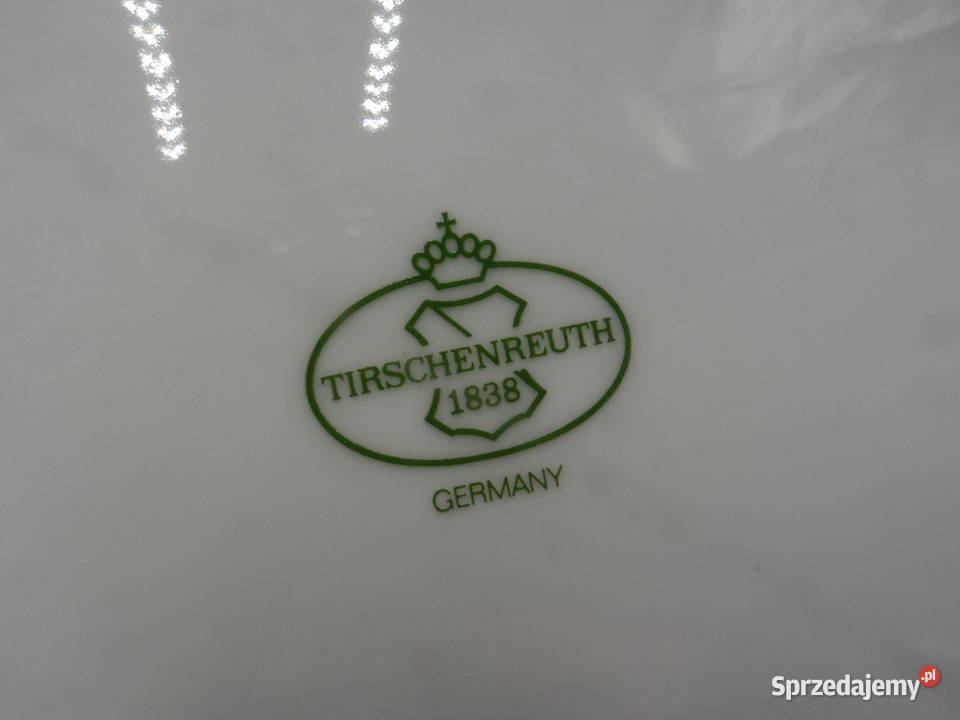 TIRSCHENREUTH
1838
GERMANY
Sprzedajemy.pl